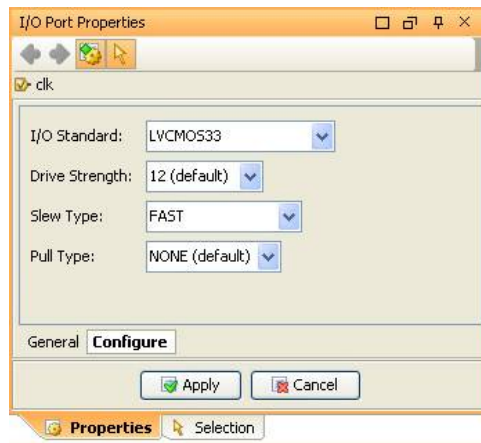 I/O Port Properties
clk
I/O Standard: LVCMOS33
Drive Strength: 12 (default)
Slew Type: FAST
Pull Type: NONE (default)
General Configure
Apply Cancel
Properties Selection